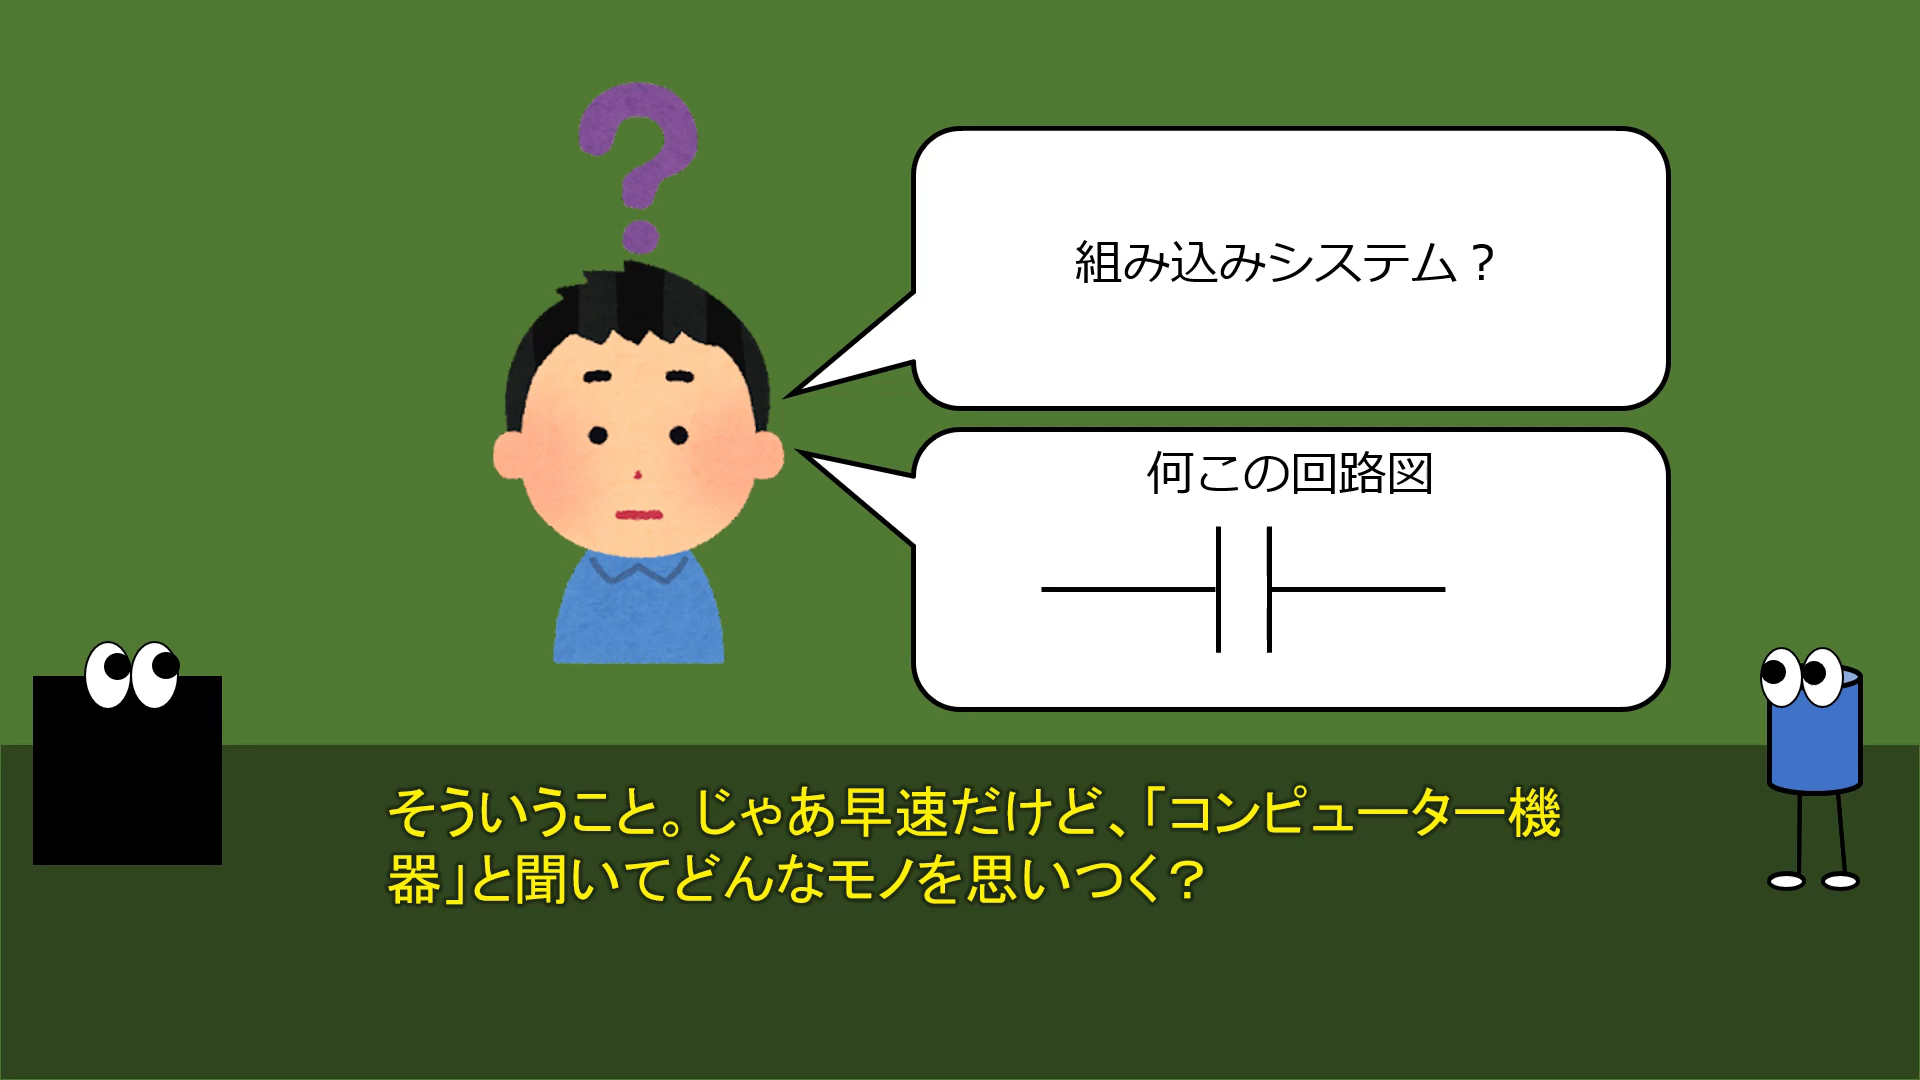 ?
組み込みシステム？
何この回路図
そういうこと。じゃあ早速だけど、「コンピューター機
器」と聞いてどんなモノを思いつく？